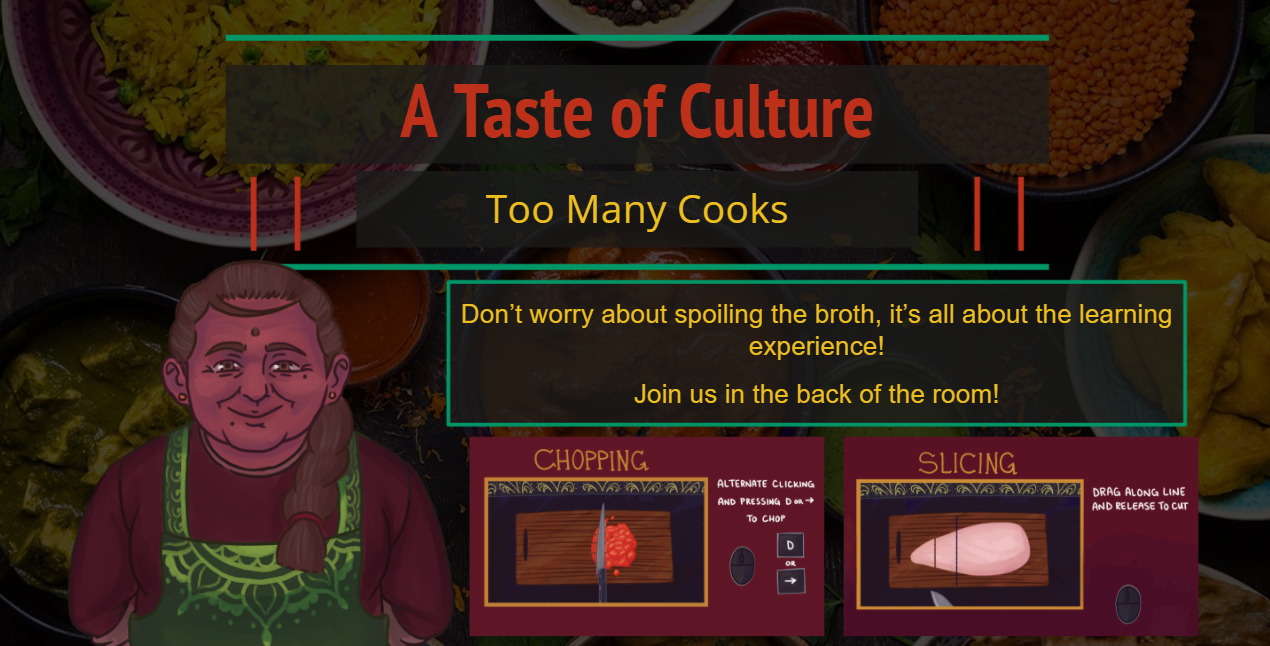 A Taste of Culture
Too Many Cooks
Don’t worry about spoiling the broth, it’s all about the learning
experience!
Join us in the back of the room!
CHOPPING
ALTERNATE CLICKING
AND PRESSING D OR →
TO CHOP
D
OR
→
SLICING
DRAG ALONG LINE
AND RELEASE TO CUT